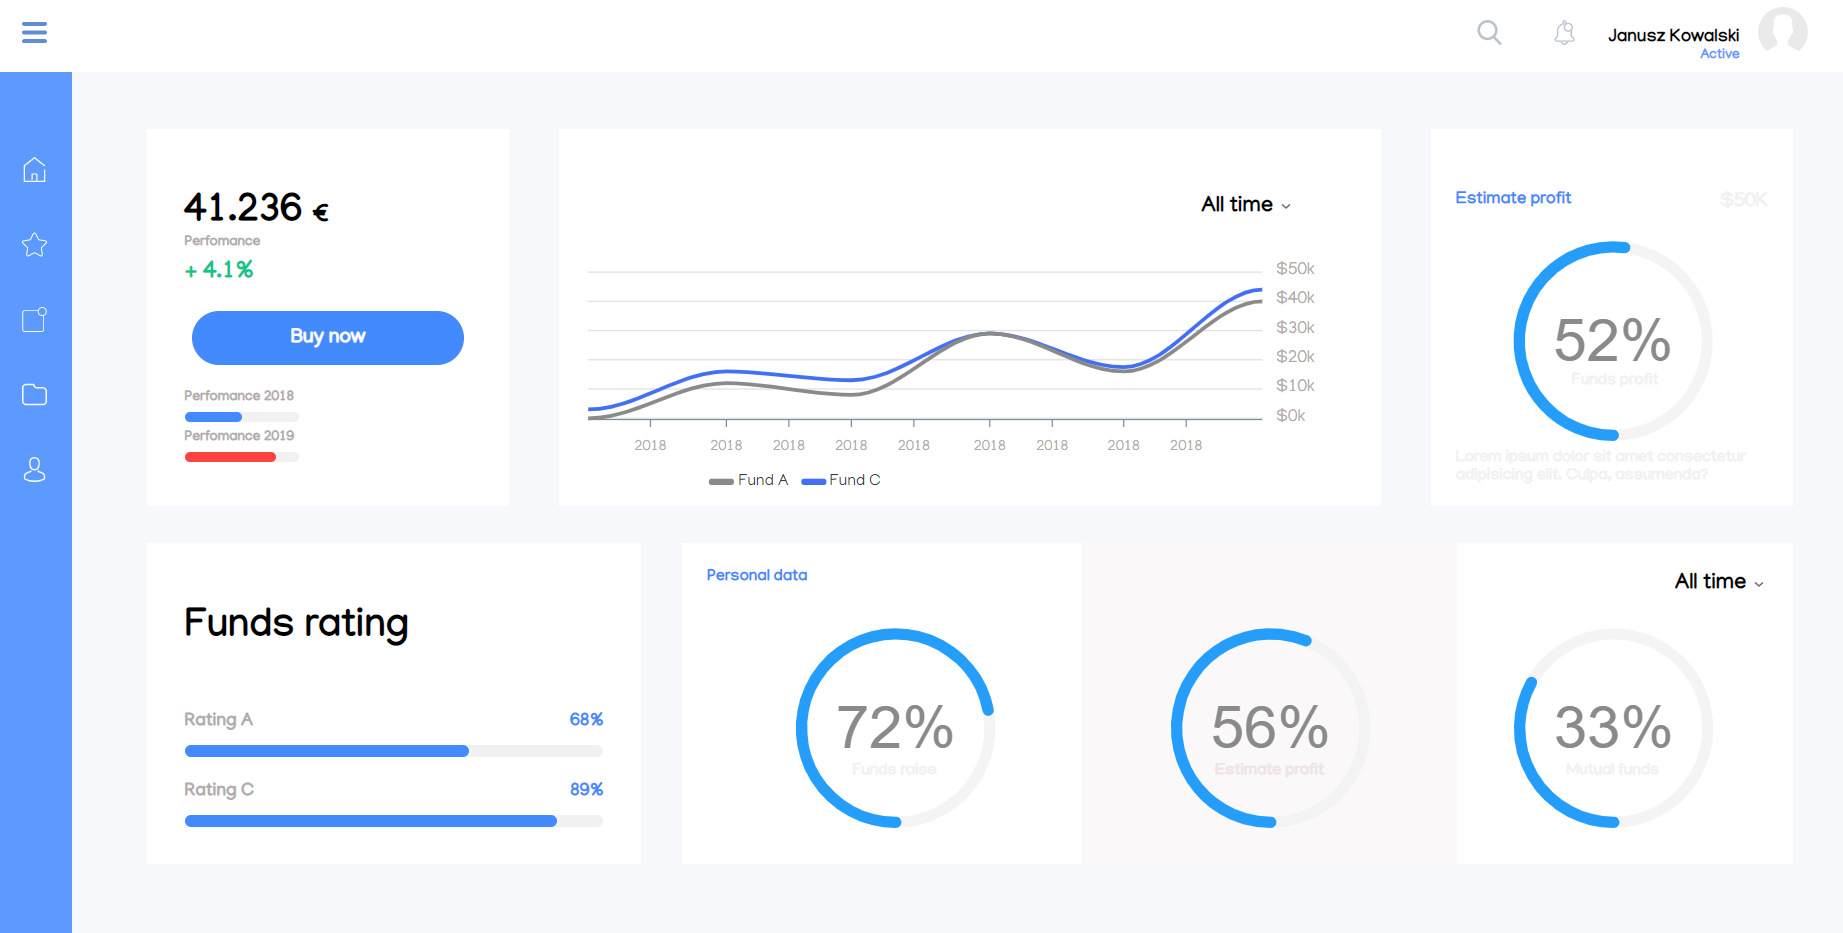 Janusz Kowalski
Active
41.236 €
Perfomance
+ 4.1%
Buy now
Perfomance 2018
Perfomance 2019
All time
$50k
$40k
$30k
$20k
$10k
$0k
2018 2018 2018 2018 2018 2018 2018 2018 2018
Fund A Fund C
Estimate profit $50K
52%
Funds profit
Lorem ipsum dolor sit amet consectetur
adipisicing elit. Culpa, assumenda?
Funds rating
Rating A 68%
Rating C 89%
Personal data
72%
Funds raise
56%
Estimate profit
All time
33%
Mutual funds